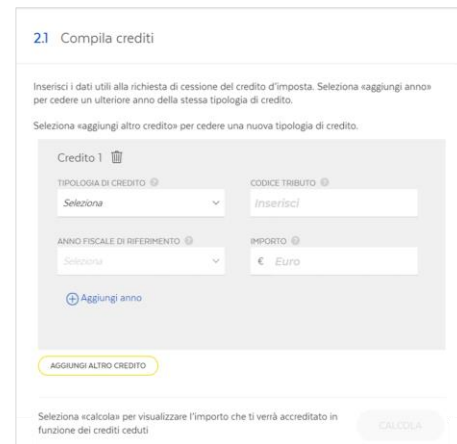 2.1 Compila crediti
Inserisci i dati utili alla richiesta di cessione del credito d'imposta. Seleziona «aggiungi anno»
per cedere un ulteriore anno della stessa tipologia di credito.
Seleziona «aggiungi altro credito» per cedere una nuova tipologia di credito.
Credito 1
TIPOLOGIA DI CREDITO ? CODICE TRIBUTO ?
Seleziona Inserisci
ANNO FISCALE DI RIFERIMENTO ? IMPORTO ?
Seleziona € Euro
+ Aggiungi anno
AGGIUNGI ALTRO CREDITO
Seleziona «calcola» per visualizzare l'importo che ti verrà accreditato in
funzione dei crediti ceduti
CALCOLA